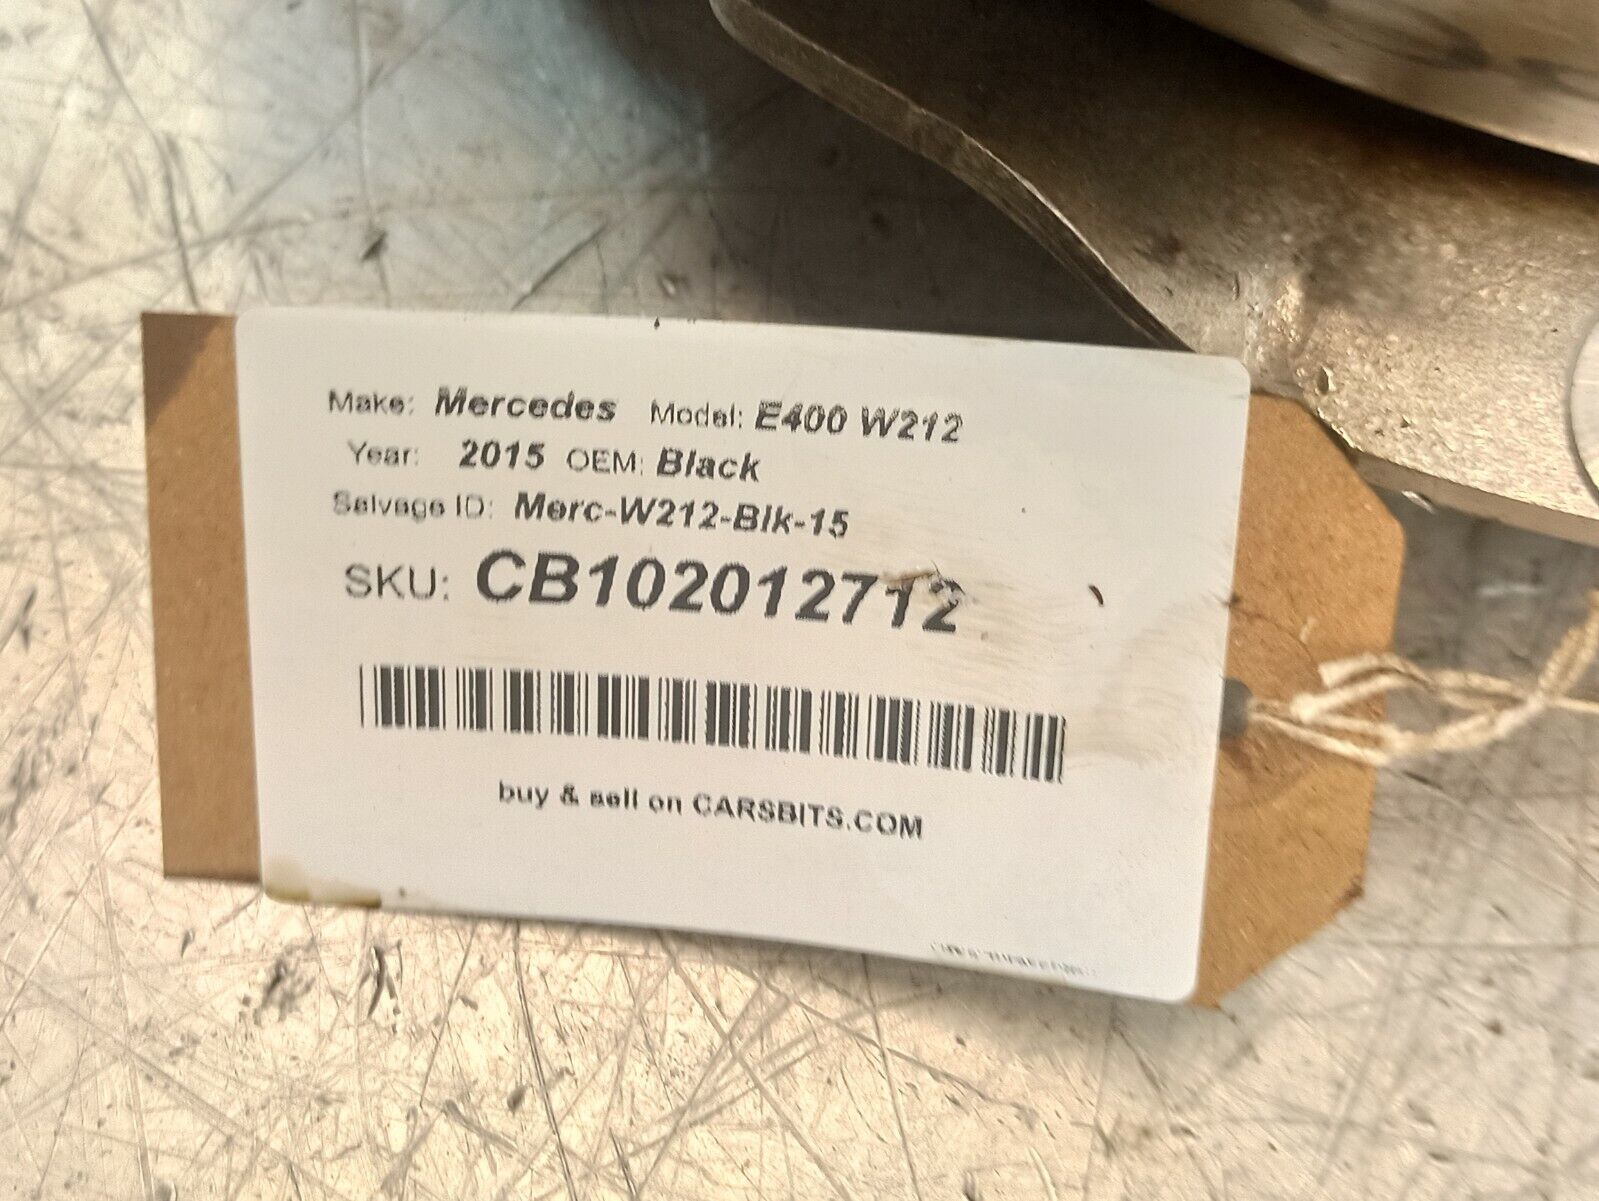 Make: Mercedes Model: E400 W212
Year: 2015 OEM: Black
Salvage ID: Merc-W212-Blk-15
SKU: CB102012712
buy & sell on CARSBITS.COM